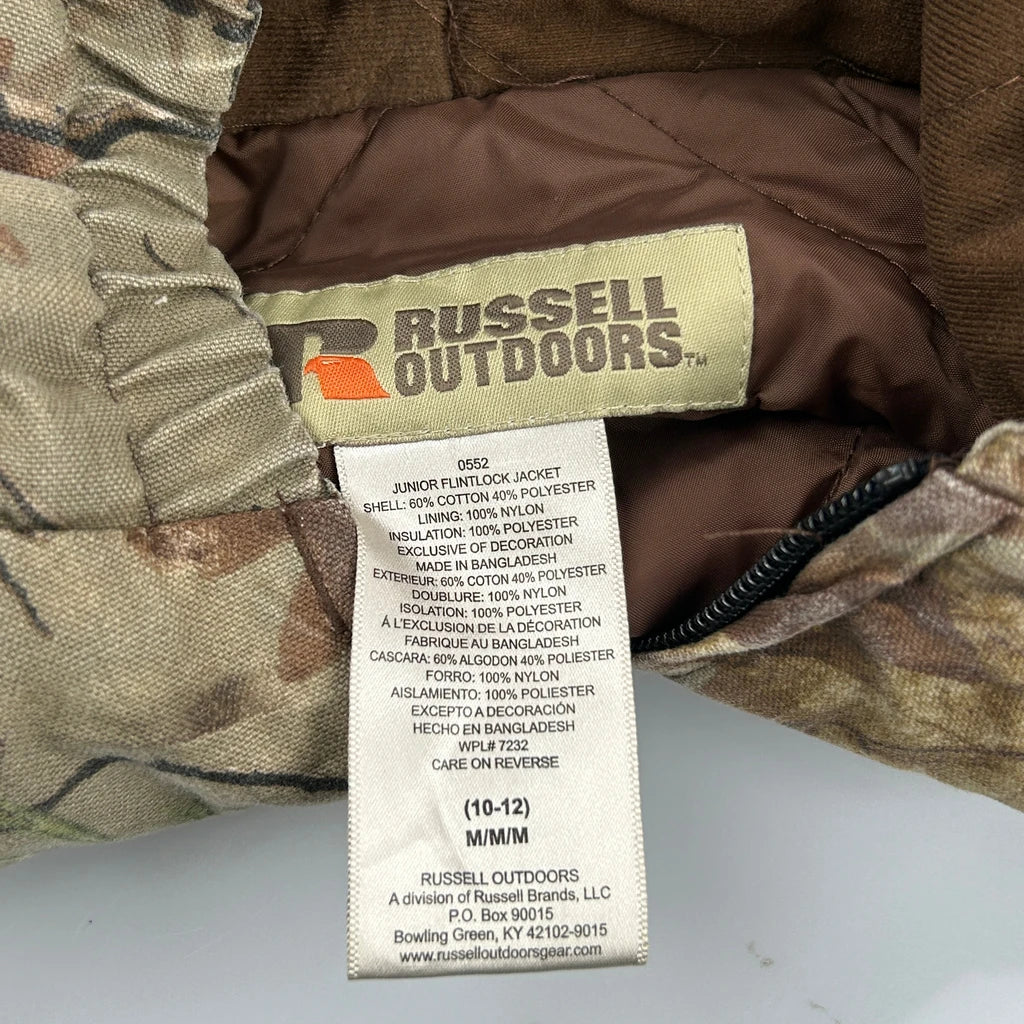 RUSSELL
OUTDOORS™
0552
JUNIOR FLINTLOCK JACKET
SHELL: 60% COTTON 40% POLYESTER
LINING: 100% NYLON
INSULATION: 100% POLYESTER
EXCLUSIVE OF DECORATION
MADE IN BANGLADESH
EXTERIEUR: 60% COTON 40% POLYESTER
DOUBLURE: 100% NYLON
ISOLATION: 100% POLYESTER
Á L'EXCLUSION DE LA DÉCORATION
FABRIQUE AU BANGLADESH
CASCARA: 60% ALGODON 40% POLIESTER
FORRO: 100% NYLON
AISLAMIENTO: 100% POLIESTER
EXCEPTO A DECORACIÓN
HECHO EN BANGLADESH
WPL# 7232
CARE ON REVERSE
(10-12)
M/M/M
RUSSELL OUTDOORS
A division of Russell Brands, LLC
P.O. Box 90015
Bowling Green, KY 42102-9015
www.russelloutdoorsgear.com